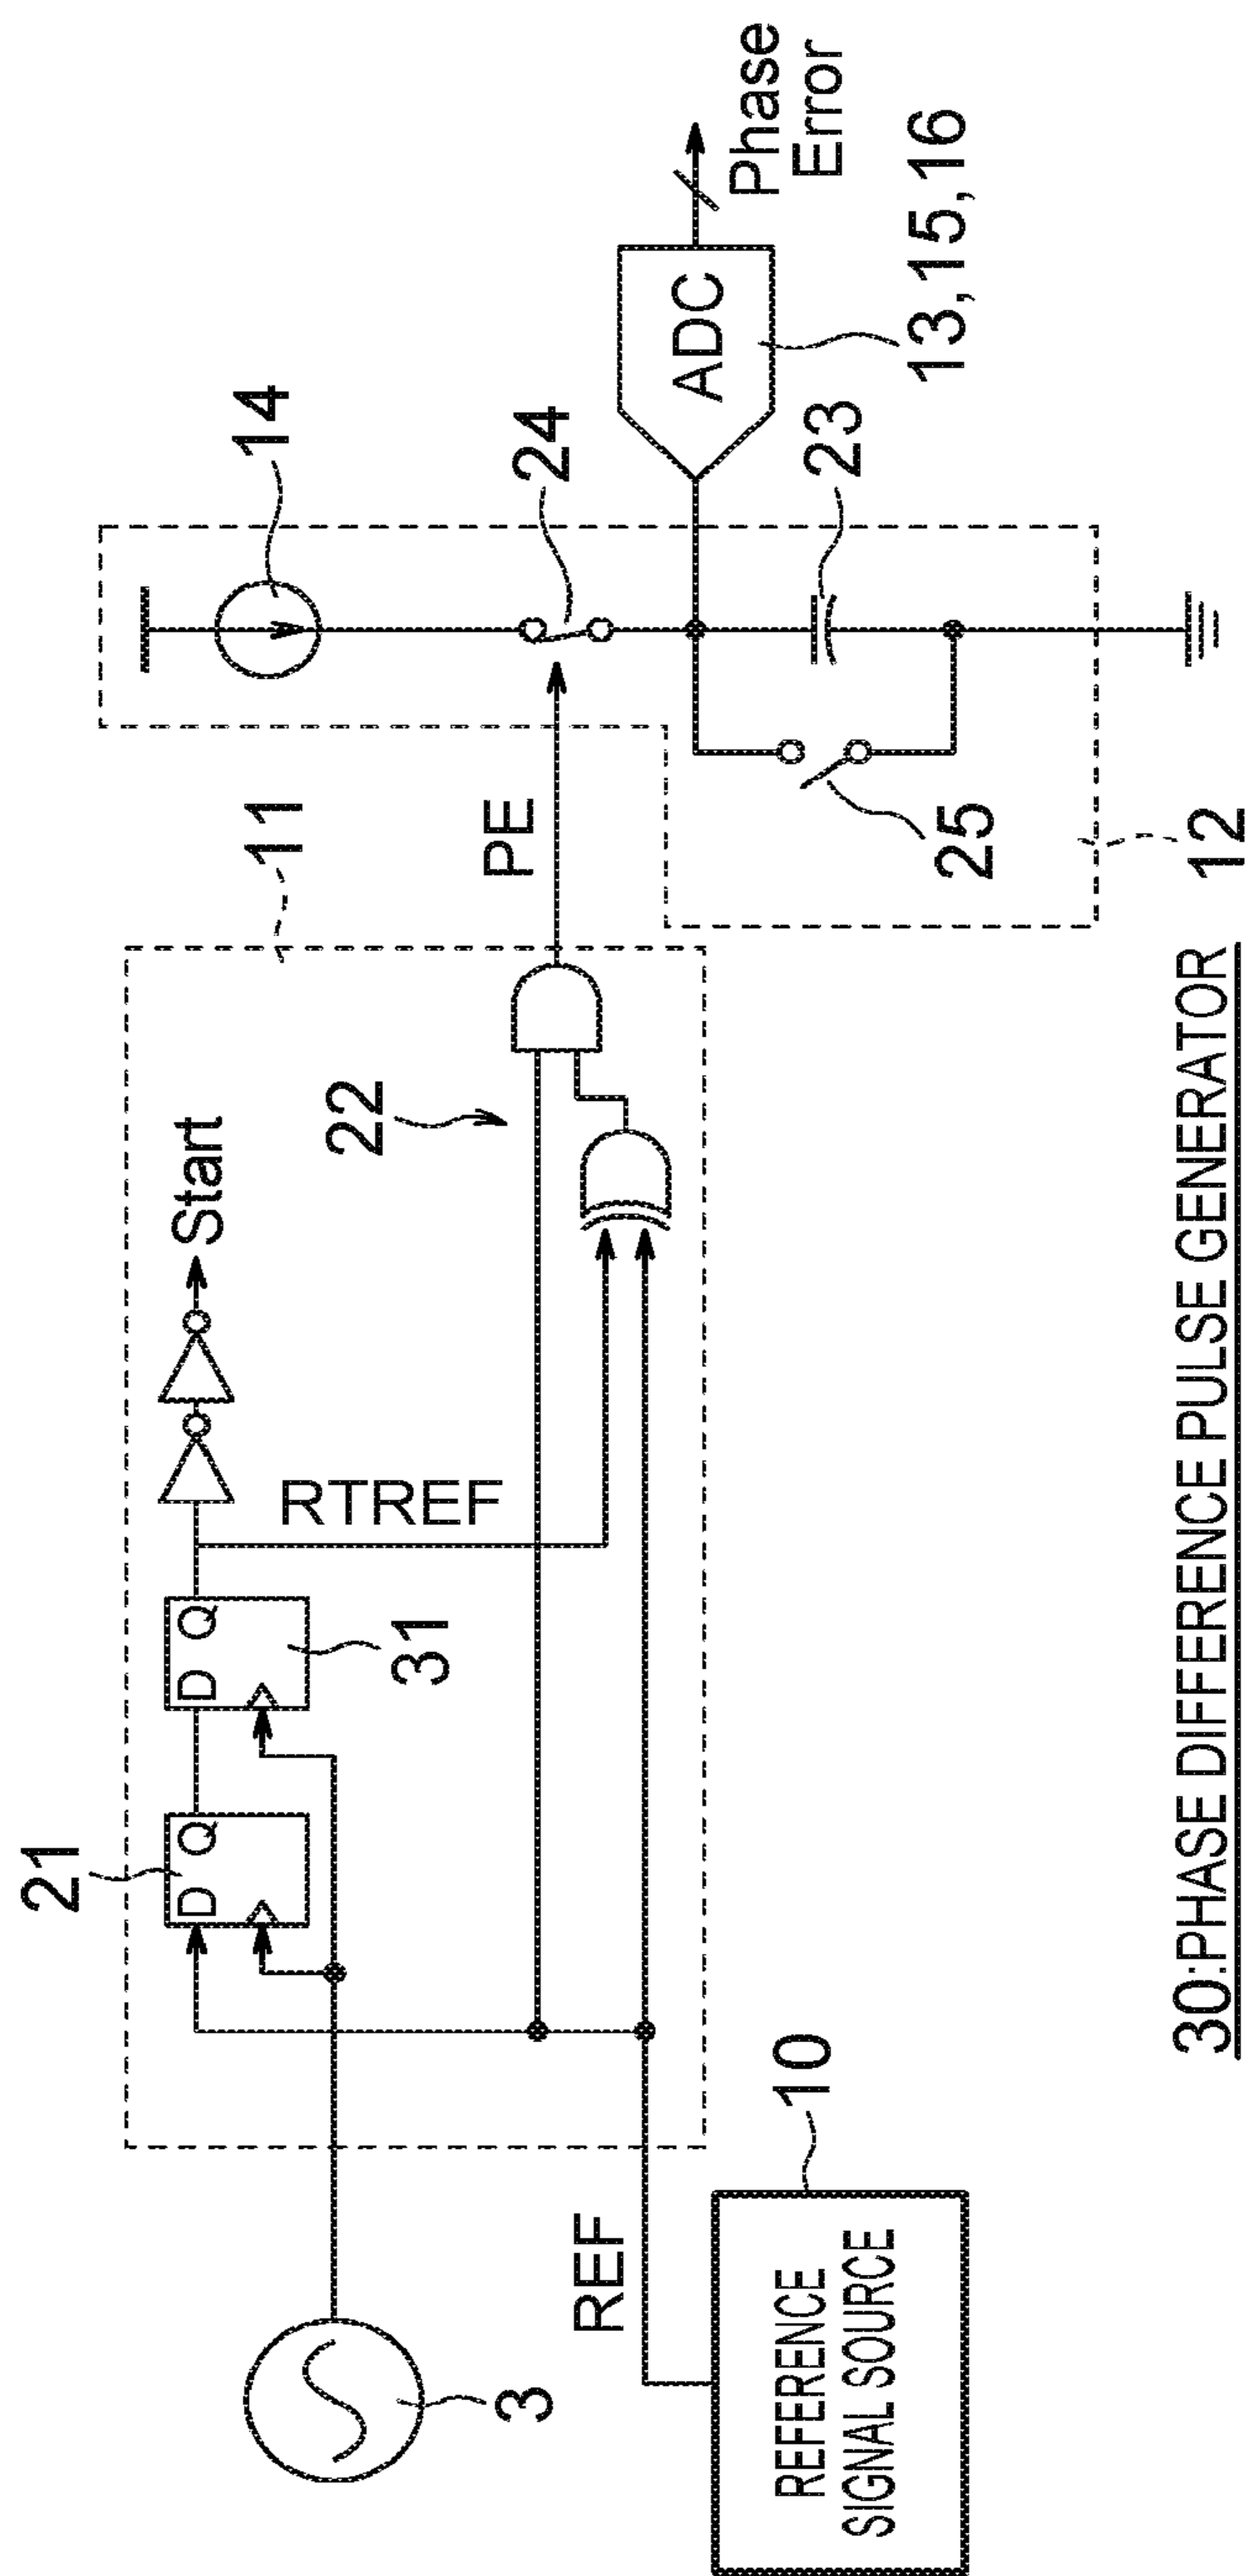 21
D Q
D Q
31
RTREF
Start
11
22
PE
14
24
ADC
Phase
Error
13,15,16
23
25
12
3
REF
10
REFERENCE
SIGNAL SOURCE
30:PHASE DIFFERENCE PULSE GENERATOR